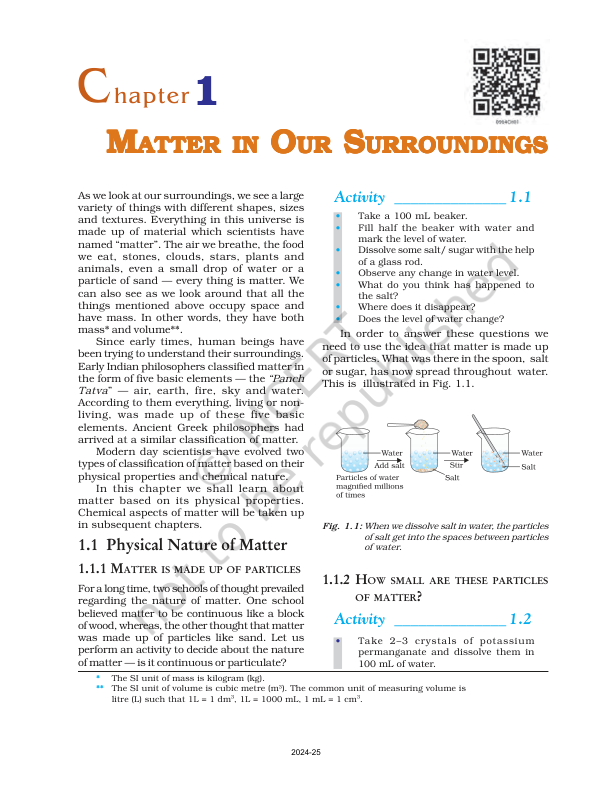 Chapter 1
0964CH01
MATTER IN OUR SURROUNDINGS
As we look at our surroundings, we see a large
variety of things with different shapes, sizes
and textures. Everything in this universe is
made up of material which scientists have
named “matter”. The air we breathe, the food
we eat, stones, clouds, stars, plants and
animals, even a small drop of water or a
particle of sand — every thing is matter. We
can also see as we look around that all the
things mentioned above occupy space and
have mass. In other words, they have both
mass* and volume**.
Since early times, human beings have
been trying to understand their surroundings.
Early Indian philosophers classified matter in
the form of five basic elements — the “Panch
Tatva” — air, earth, fire, sky and water.
According to them everything, living or non-
living, was made up of these five basic
elements. Ancient Greek philosophers had
arrived at a similar classification of matter.
Modern day scientists have evolved two
types of classification of matter based on their
physical properties and chemical nature.
In this chapter we shall learn about
matter based on its physical properties.
Chemical aspects of matter will be taken up
in subsequent chapters.
1.1 Physical Nature of Matter
1.1.1 MATTER IS MADE UP OF PARTICLES
For a long time, two schools of thought prevailed
regarding the nature of matter. One school
believed matter to be continuous like a block
of wood, whereas, the other thought that matter
was made up of particles like sand. Let us
perform an activity to decide about the nature
of matter — is it continuous or particulate?
Activity ______________ 1.1
• Take a 100 mL beaker.
• Fill half the beaker with water and
mark the level of water.
• Dissolve some salt/ sugar with the help
of a glass rod.
• Observe any change in water level.
• What do you think has happened to
the salt?
• Where does it disappear?
• Does the level of water change?
In order to answer these questions we
need to use the idea that matter is made up
of particles. What was there in the spoon, salt
or sugar, has now spread throughout water.
This is illustrated in Fig. 1.1.
Water
Add salt
Water
Stir
Salt
Water
Salt
Particles of water
magnified millions
of times
Fig. 1.1: When we dissolve salt in water, the particles
of salt get into the spaces between particles
of water.
1.1.2 HOW SMALL ARE THESE PARTICLES
OF MATTER?
Activity ______________ 1.2
• Take 2–3 crystals of potassium
permanganate and dissolve them in
100 mL of water.
* The SI unit of mass is kilogram (kg).
** The SI unit of volume is cubic metre (m³). The common unit of measuring volume is
litre (L) such that 1L = 1 dm³, 1L = 1000 mL, 1 mL = 1 cm³.
© NCERT
not to be republished
2024-25